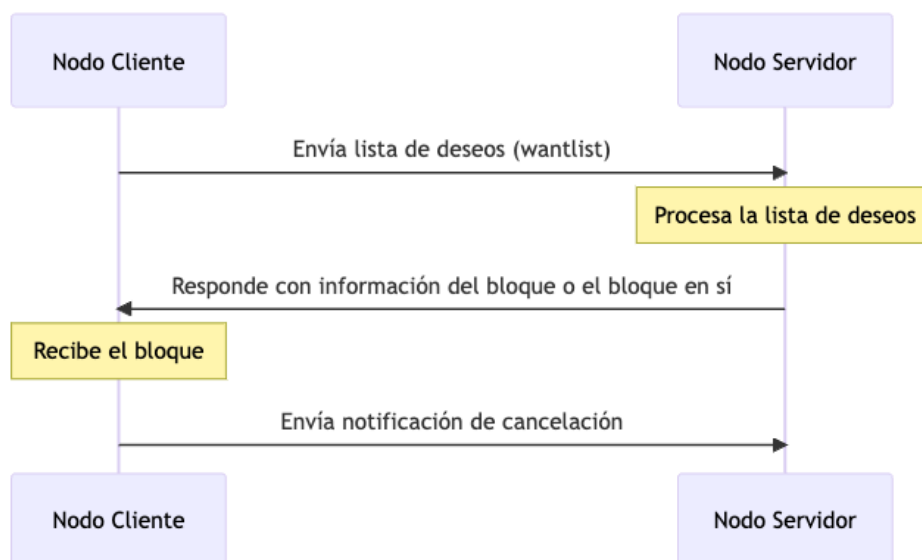 Nodo Cliente
Nodo Servidor
Envía lista de deseos (wantlist)
Procesa la lista de deseos
Responde con información del bloque o el bloque en sí
Recibe el bloque
Envía notificación de cancelación
Nodo Cliente
Nodo Servidor